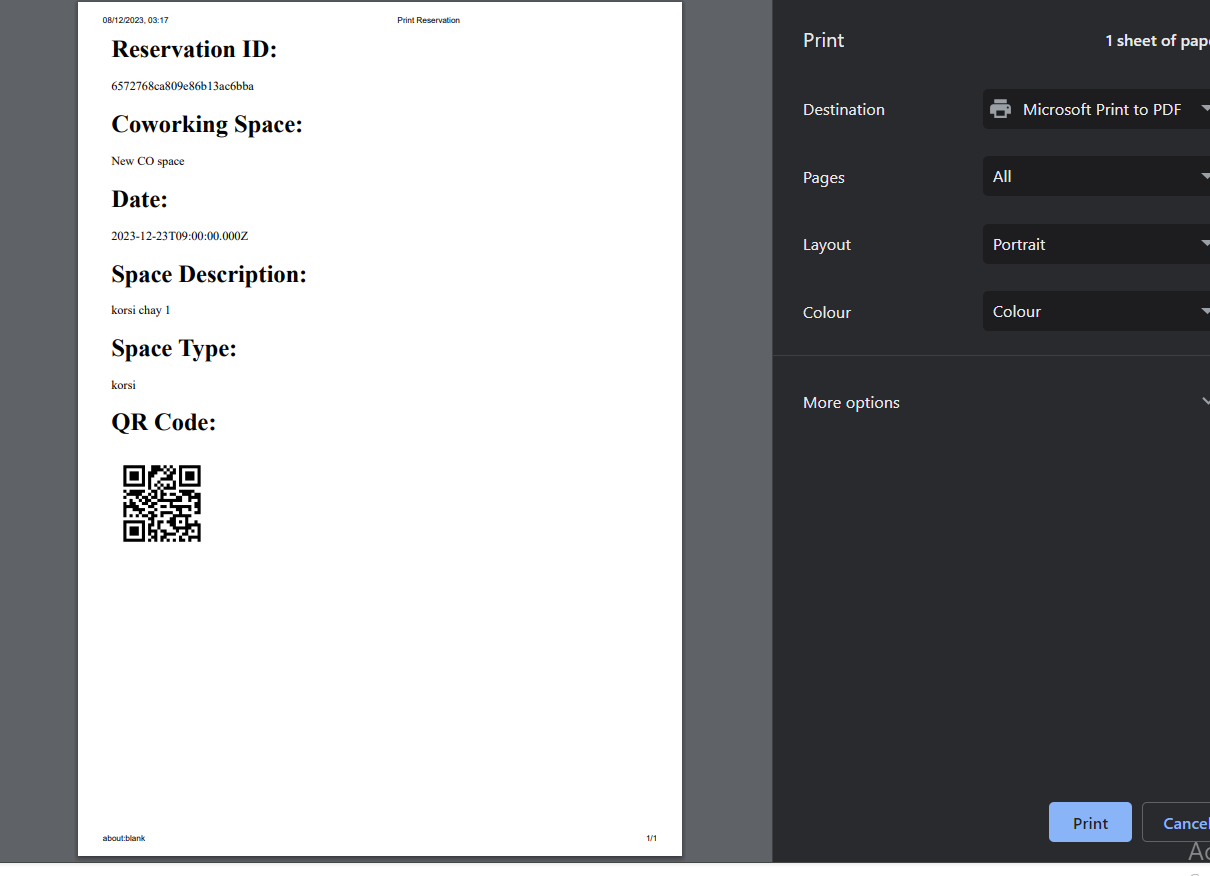 08/12/2023, 03:17 Print Reservation
Reservation ID:
6572768ca809e86b13ac6bba
Coworking Space:
New CO space
Date:
2023-12-23T09:00:00.000Z
Space Description:
korsi chay 1
Space Type:
korsi
QR Code:
about:blank 1/1
Print 1 sheet of pape
Destination Microsoft Print to PDF
Pages All
Layout Portrait
Colour Colour
More options
Print Cancel